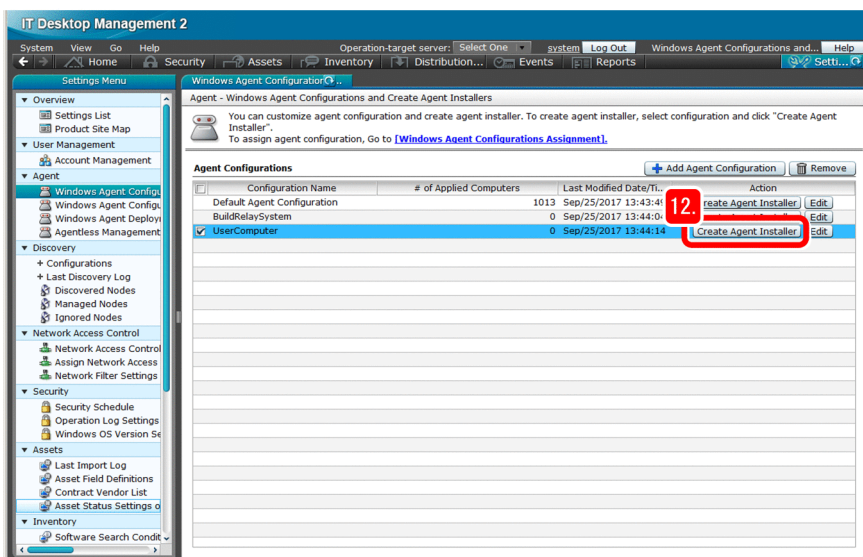 IT Desktop Management 2
System View Go Help Operation-target server: Select One system Log Out Windows Agent Configurations and... Help
Home Security Assets Inventory Distribution... Events Reports Setti...
Settings Menu
Windows Agent Configuration ..
Overview
Settings List
Product Site Map
User Management
Account Management
Agent
Windows Agent Configu
Windows Agent Configu
Windows Agent Deploy
Agentless Management
Discovery
+ Configurations
+ Last Discovery Log
Discovered Nodes
Managed Nodes
Ignored Nodes
Network Access Control
Network Access Control
Assign Network Access
Network Filter Settings
Security
Security Schedule
Operation Log Settings
Windows OS Version Se
Assets
Last Import Log
Asset Field Definitions
Contract Vendor List
Asset Status Settings o
Inventory
Software Search Condit
Agent - Windows Agent Configurations and Create Agent Installers
You can customize agent configuration and create agent installer. To create agent installer, select configuration and click "Create Agent
Installer".
To assign agent configuration, Go to [Windows Agent Configurations Assignment].
Agent Configurations
Add Agent Configuration Remove
Configuration Name # of Applied Computers Last Modified Date/Ti.. Action
Default Agent Configuration 1013 Sep/25/2017 13:43:49 Create Agent Installer Edit
BuildRelaySystem 0 Sep/25/2017 13:44:04 Create Agent Installer Edit
UserComputer 0 Sep/25/2017 13:44:14 Create Agent Installer Edit
12.